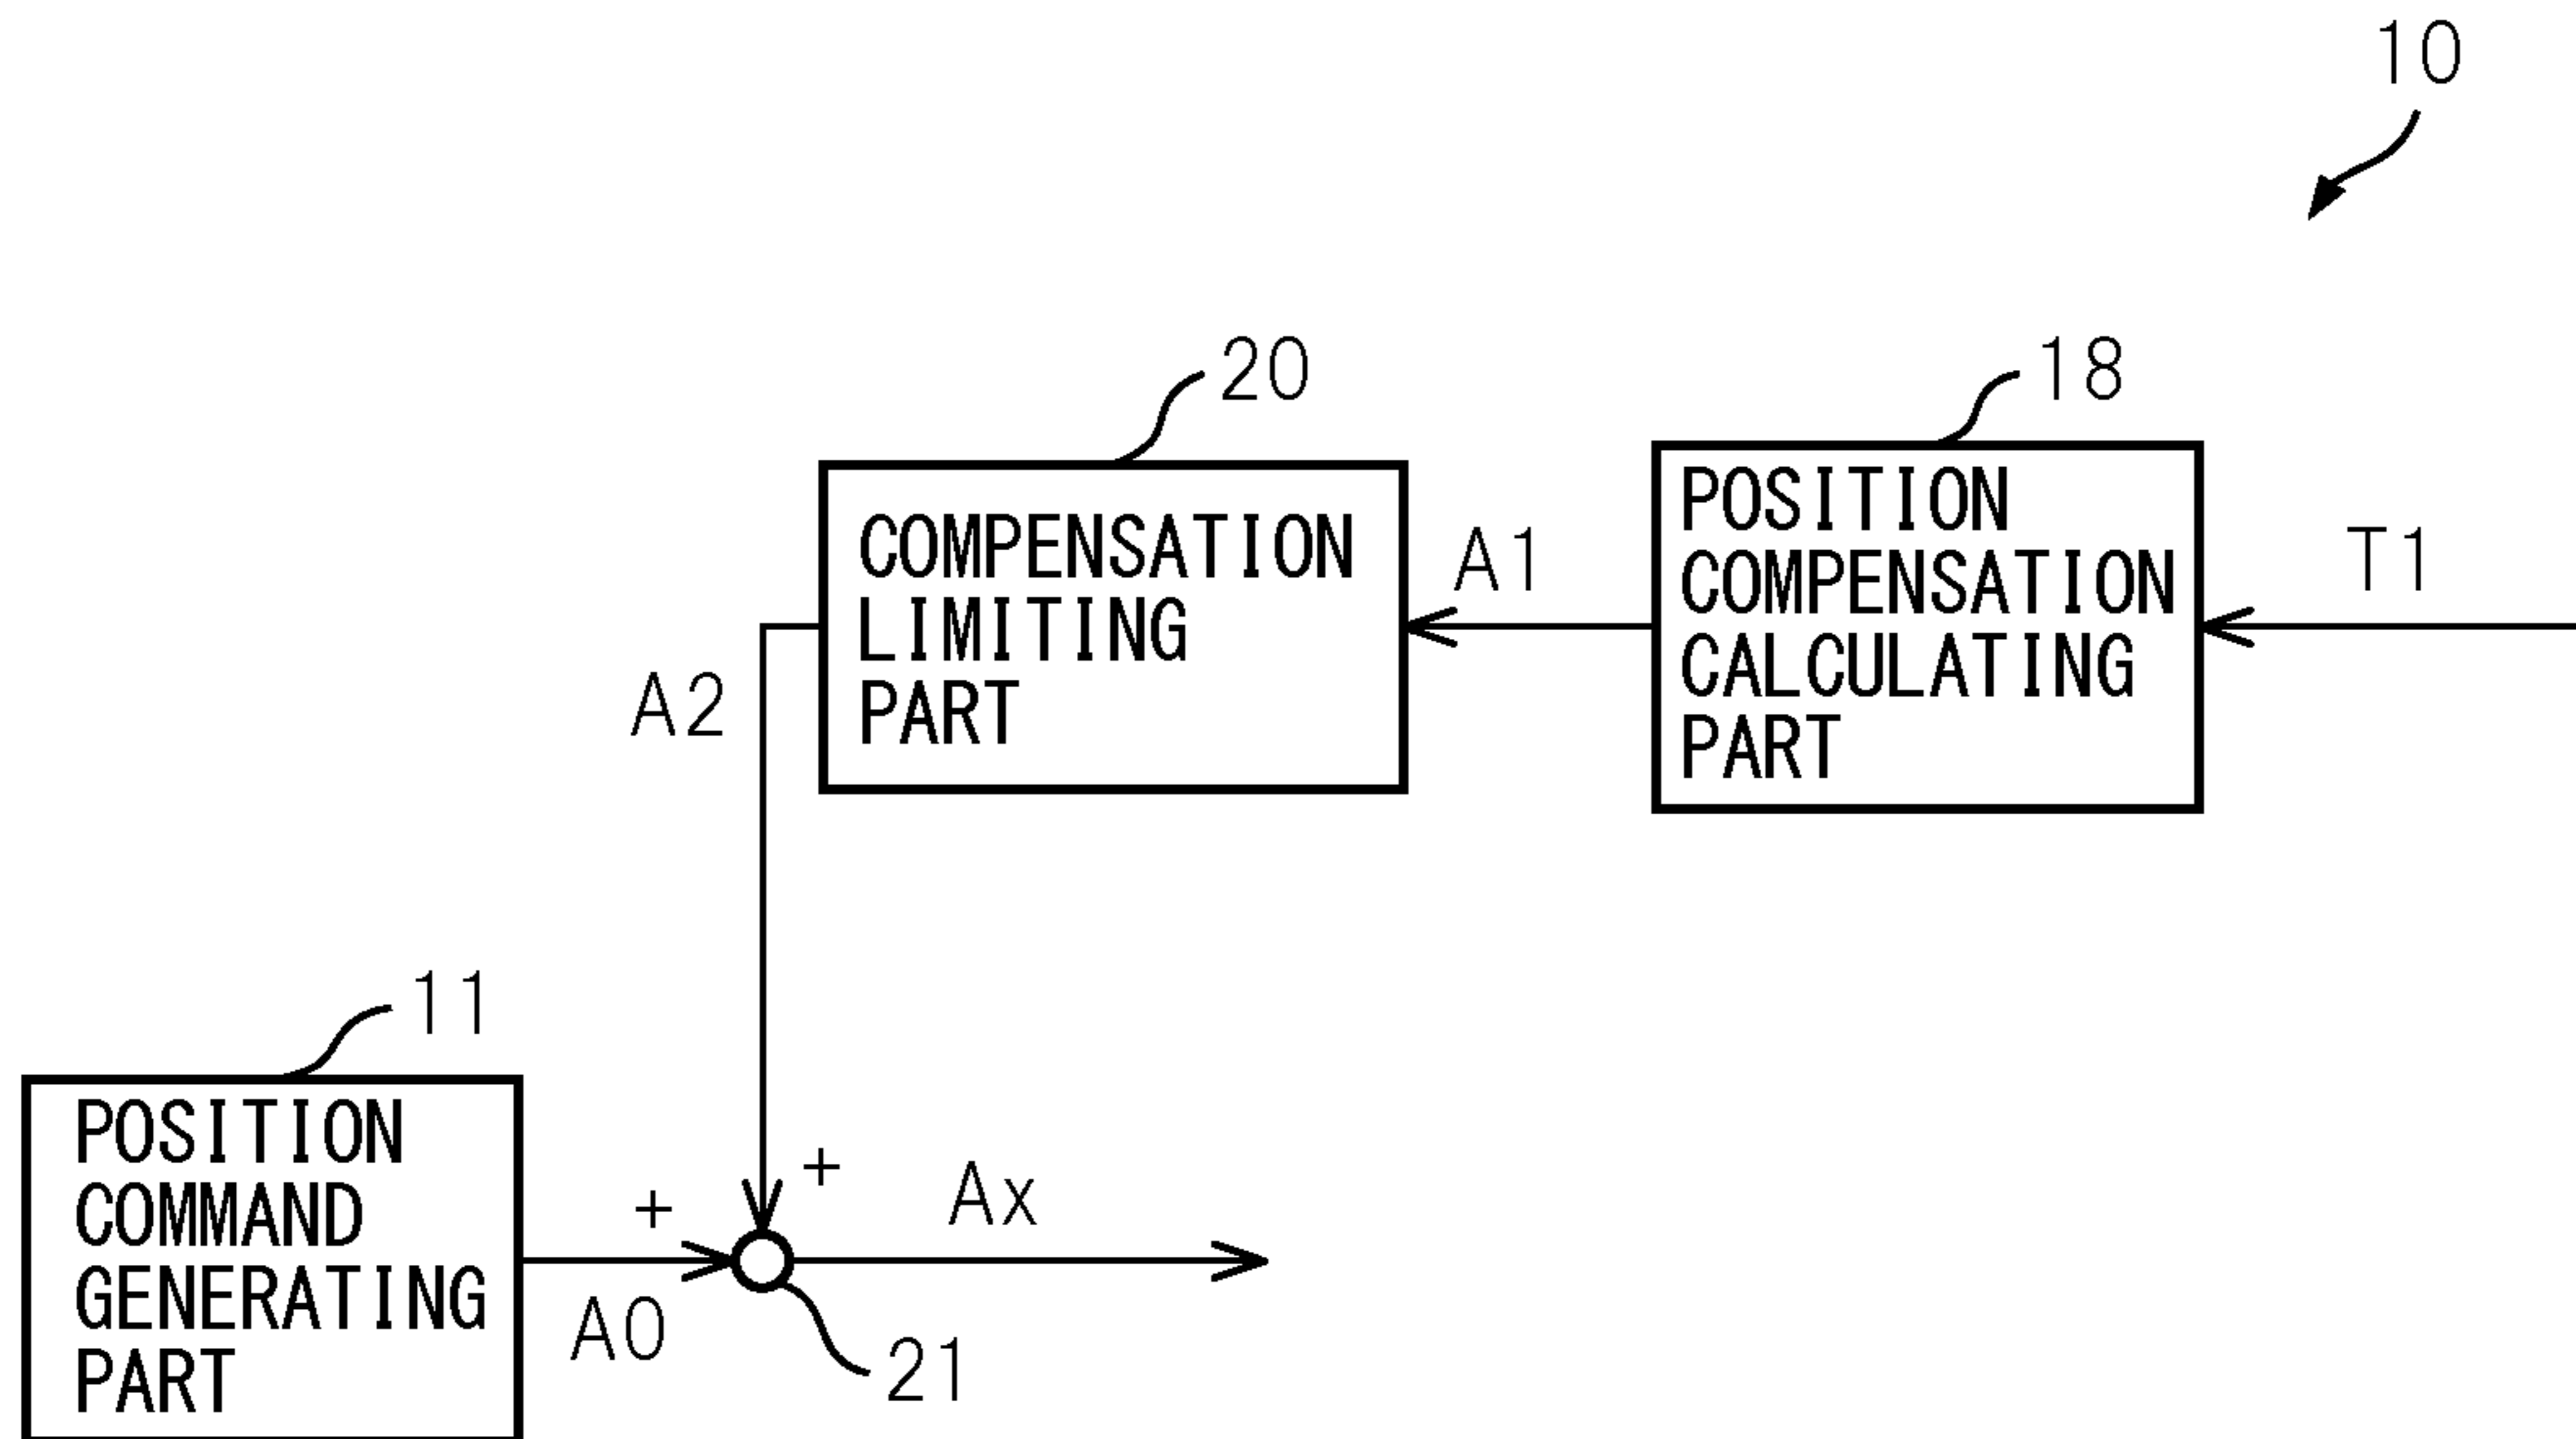 10
20
18
COMPENSATION
LIMITING
PART
A1
POSITION
COMPENSATION
CALCULATING
PART
T1
A2
11
POSITION
COMMAND
GENERATING
PART
+
+
Ax
A0
21